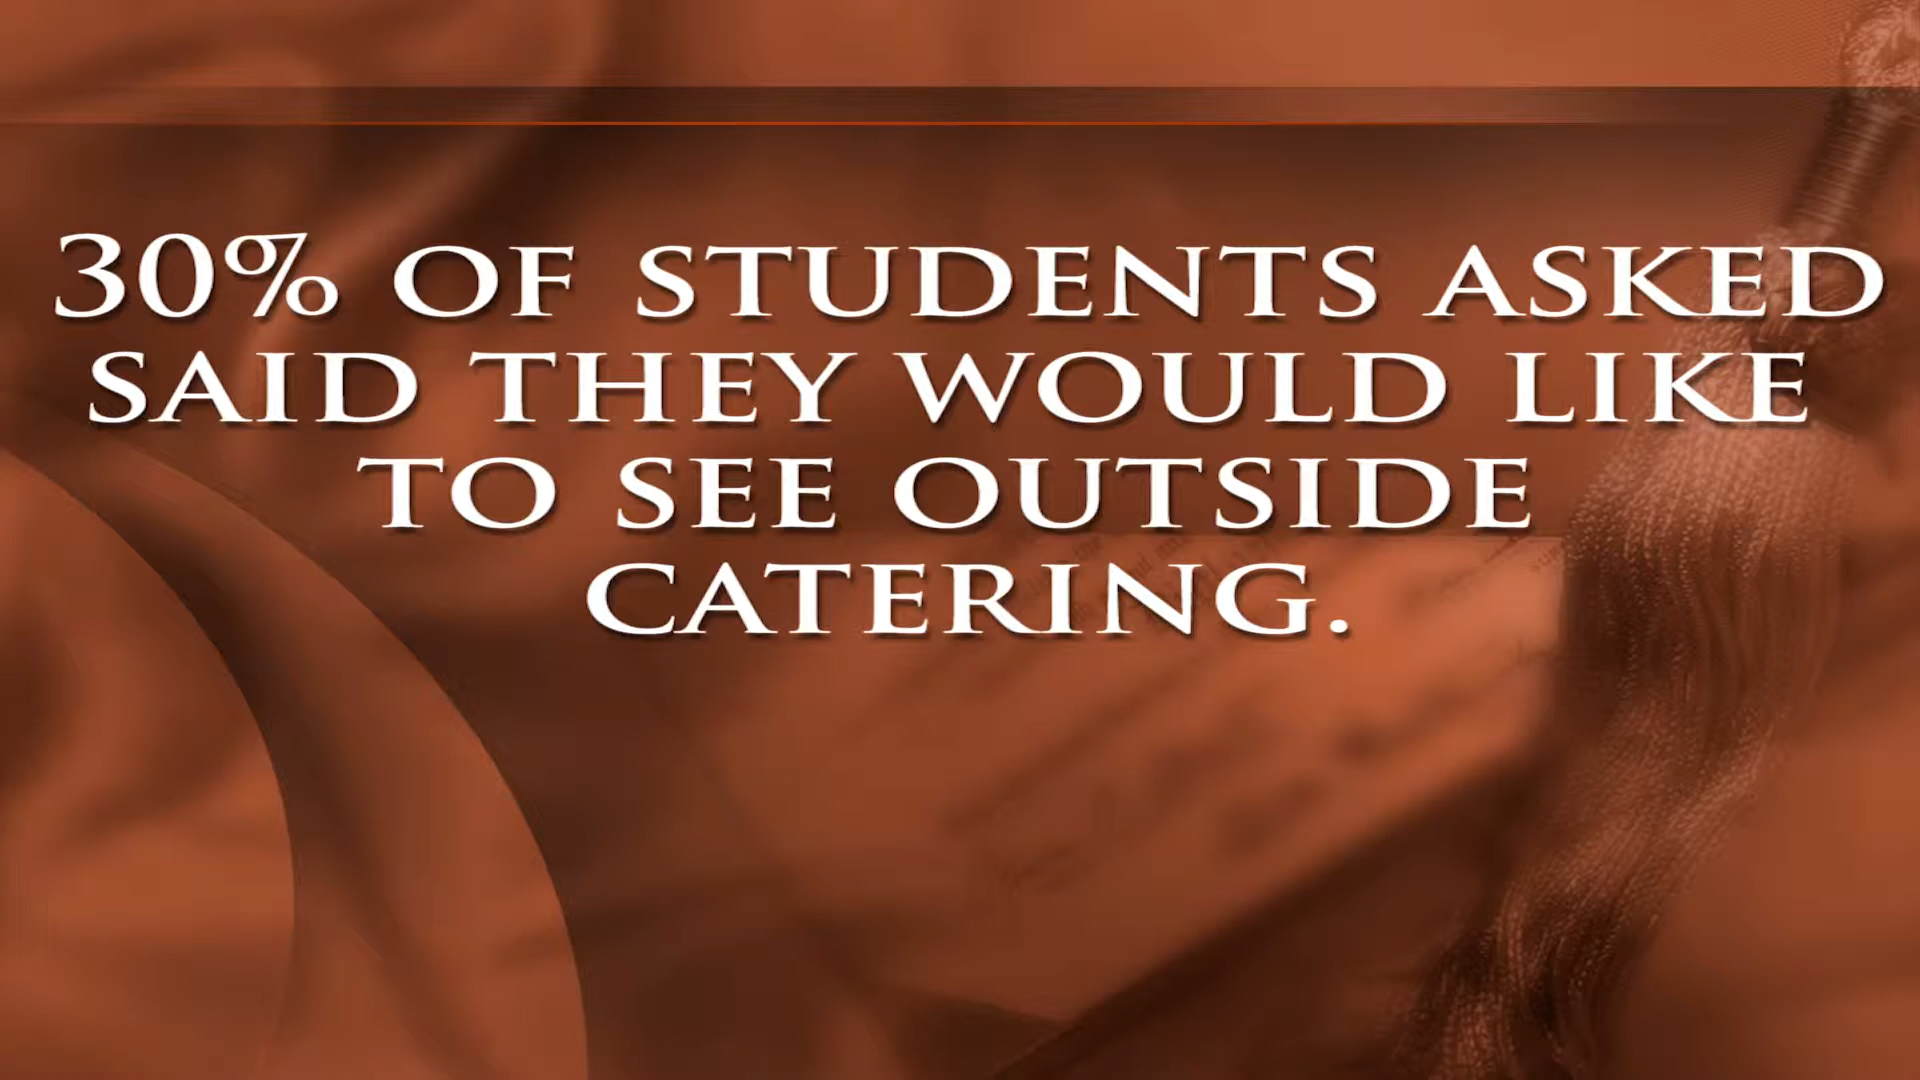 30% OF STUDENTS ASKED
SAID THEY WOULD LIKE
TO SEE OUTSIDE
CATERING.